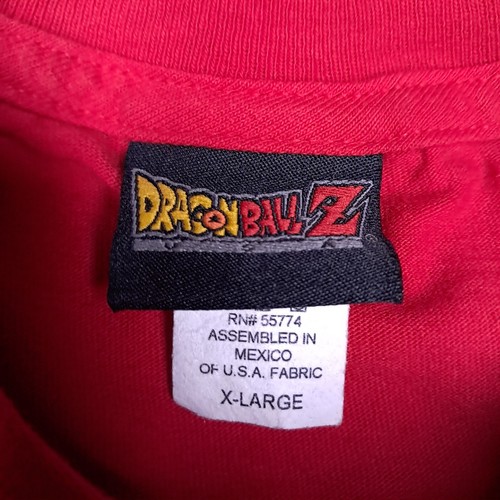 DRAGON BALL Z
RN# 55774
ASSEMBLED IN
MEXICO
OF U.S.A. FABRIC
X-LARGE